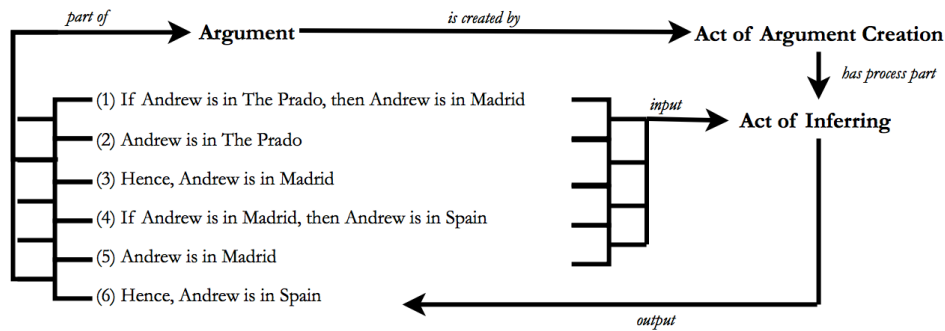 part of
is created by
Argument
Act of Argument Creation
has process part
(1) If Andrew is in The Prado, then Andrew is in Madrid
input
Act of Inferring
(2) Andrew is in The Prado
(3) Hence, Andrew is in Madrid
(4) If Andrew is in Madrid, then Andrew is in Spain
(5) Andrew is in Madrid
(6) Hence, Andrew is in Spain
output